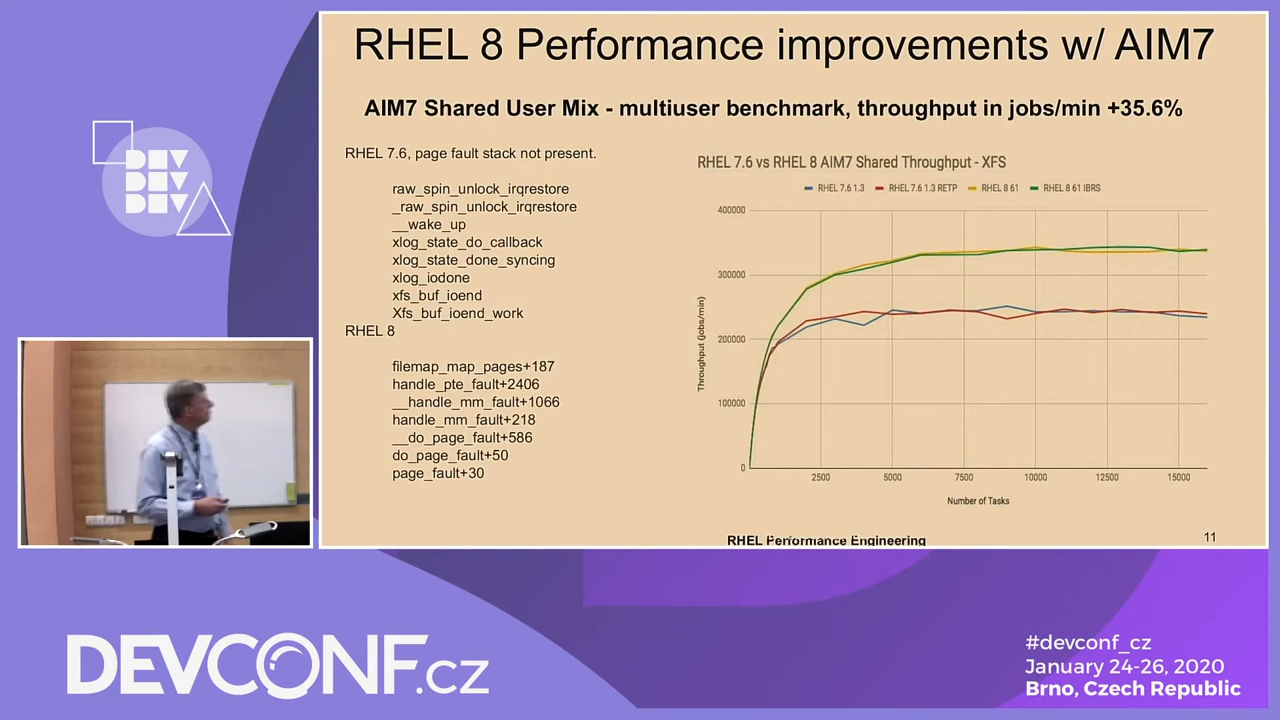 RHEL 8 Performance improvements w/ AIM7
AIM7 Shared User Mix - multiuser benchmark, throughput in jobs/min +35.6%
RHEL 7.6, page fault stack not present.
raw_spin_unlock_irqrestore
_raw_spin_unlock_irqrestore
__wake_up
xlog_state_do_callback
xlog_state_done_syncing
xlog_iodone
xfs_buf_ioend
Xfs_buf_ioend_work
RHEL 8
filemap_map_pages+187
handle_pte_fault+2406
__handle_mm_fault+1066
handle_mm_fault+218
__do_page_fault+586
do_page_fault+50
page_fault+30
RHEL 7.6 vs RHEL 8 AIM7 Shared Throughput - XFS
RHEL 7.6 1.3 RHEL 7.6 1.3 RETP RHEL 8 61 RHEL 8 61 IBRS
Throughput (jobs/min)
400000
300000
200000
100000
0
2500 5000 7500 10000 12500 15000
Number of Tasks
RHEL Performance Engineering
11
DEV
DEV
DEV
DEVCONF.cz
#devconf_cz
January 24-26, 2020
Brno, Czech Republic